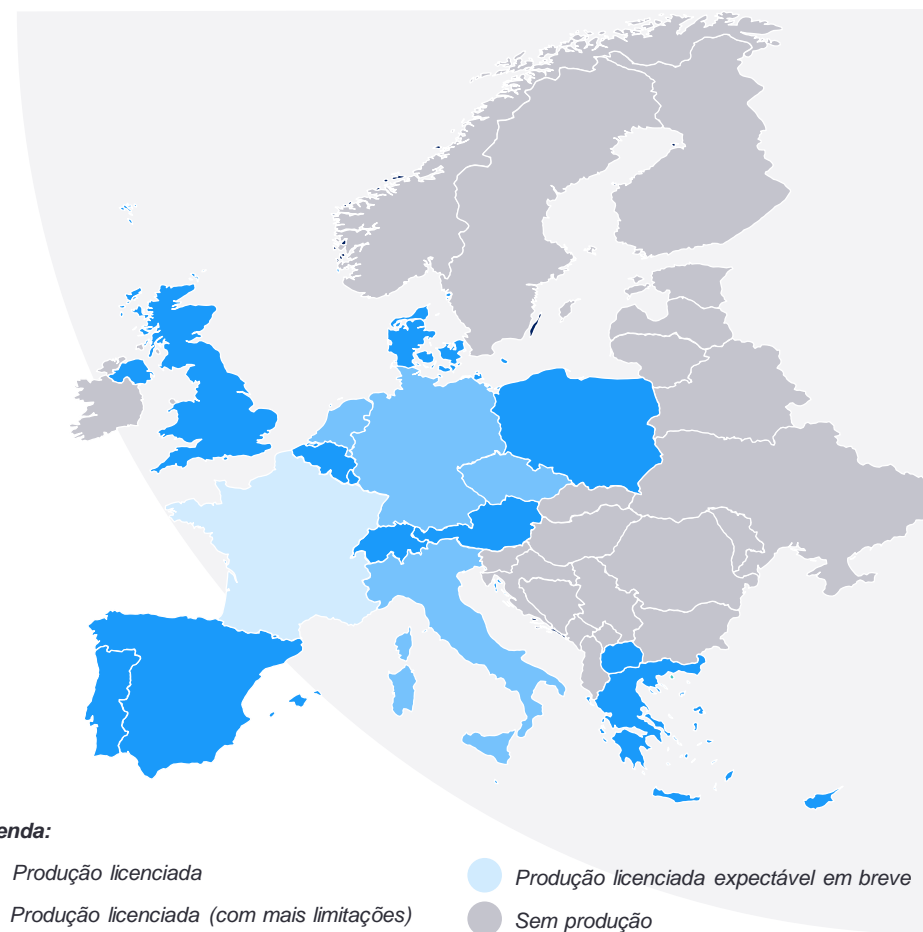 enda:
Produção licenciada
Produção licenciada (com mais limitações)
Produção licenciada expectável em breve
Sem produção